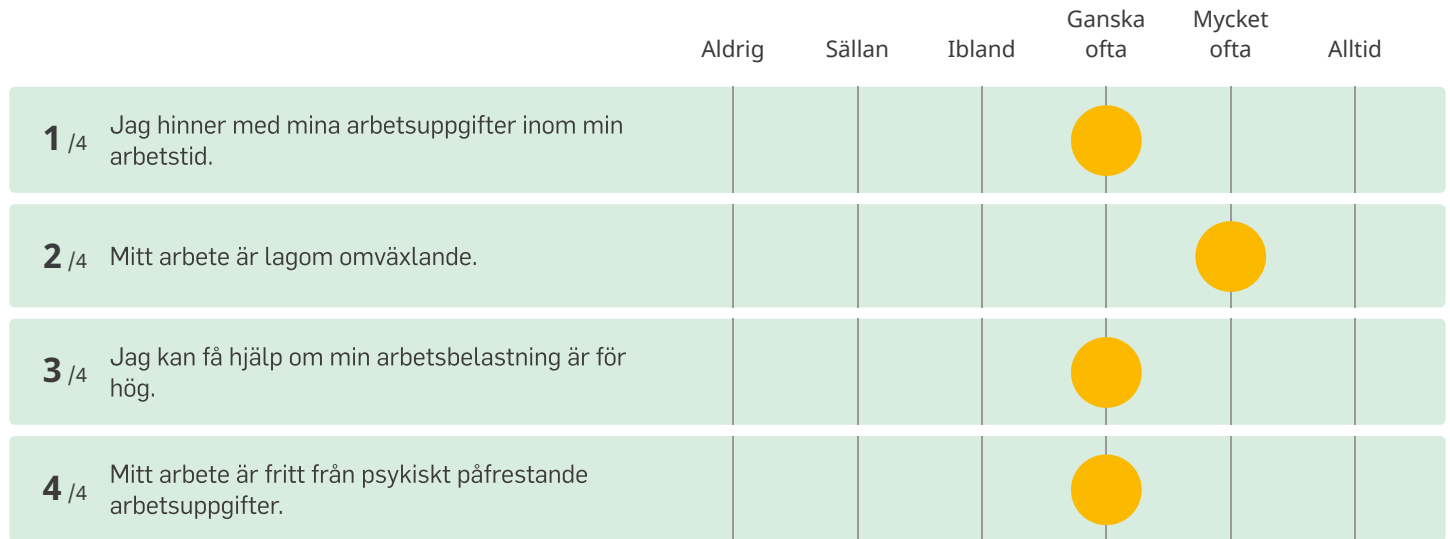 Aldrig Sällan Ibland Ganska ofta Mycket ofta Alltid
1 /4 Jag hinner med mina arbetsuppgifter inom min
arbetstid.
2 /4 Mitt arbete är lagom omväxlande.
3 /4 Jag kan få hjälp om min arbetsbelastning är för
hög.
4 /4 Mitt arbete är fritt från psykiskt påfrestande
arbetsuppgifter.